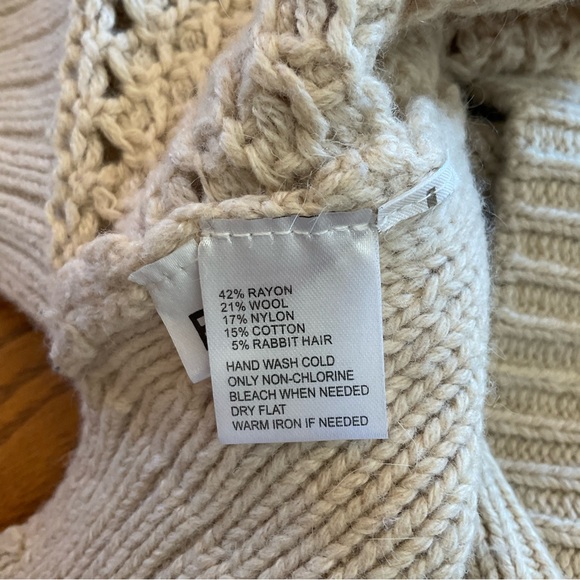 42% RAYON
21% WOOL
17% NYLON
15% COTTON
5% RABBIT HAIR
HAND WASH COLD
ONLY NON-CHLORINE
BLEACH WHEN NEEDED
DRY FLAT
WARM IRON IF NEEDED